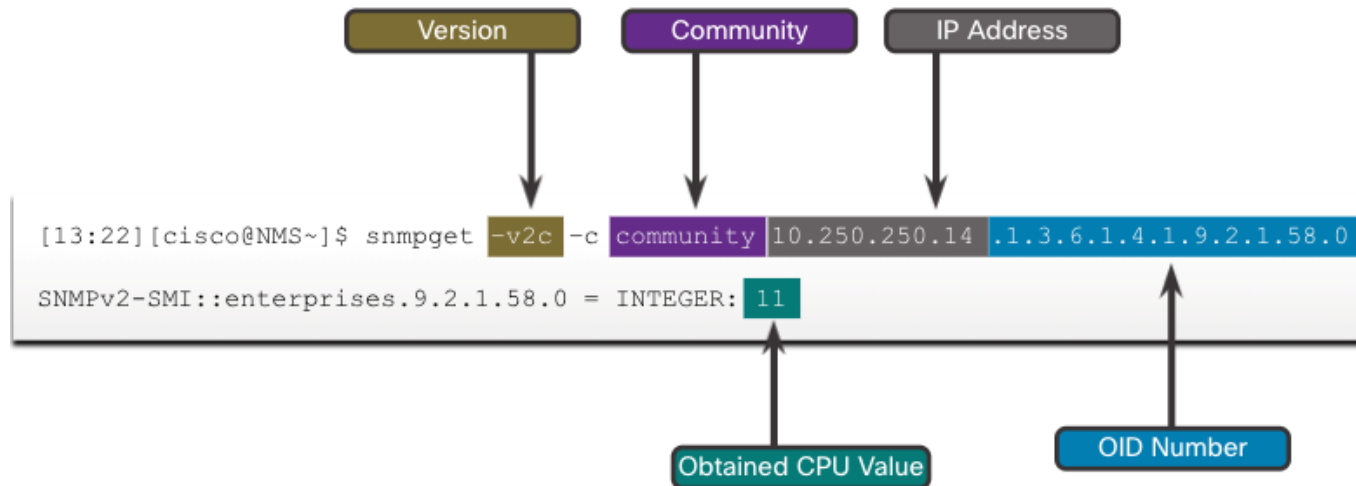 Version Community IP Address
[13:22][cisco@NMS~]$ snmpget -v2c -c community 10.250.250.14 .1.3.6.1.4.1.9.2.1.58.0
SNMPv2-SMI::enterprises.9.2.1.58.0 = INTEGER: 11
OID Number
Obtained CPU Value